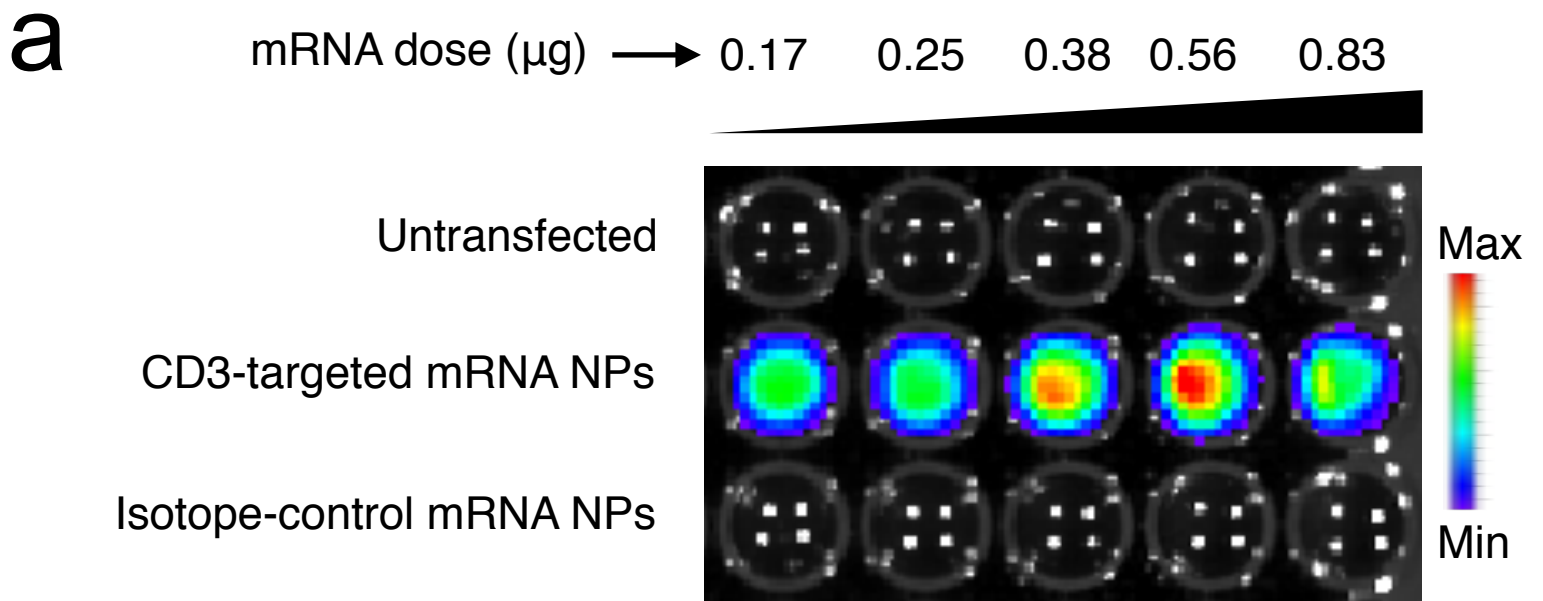 a
mRNA dose (µg) → 0.17 0.25 0.38 0.56 0.83
Untransfected
Max
CD3-targeted mRNA NPs
Isotope-control mRNA NPs
Min